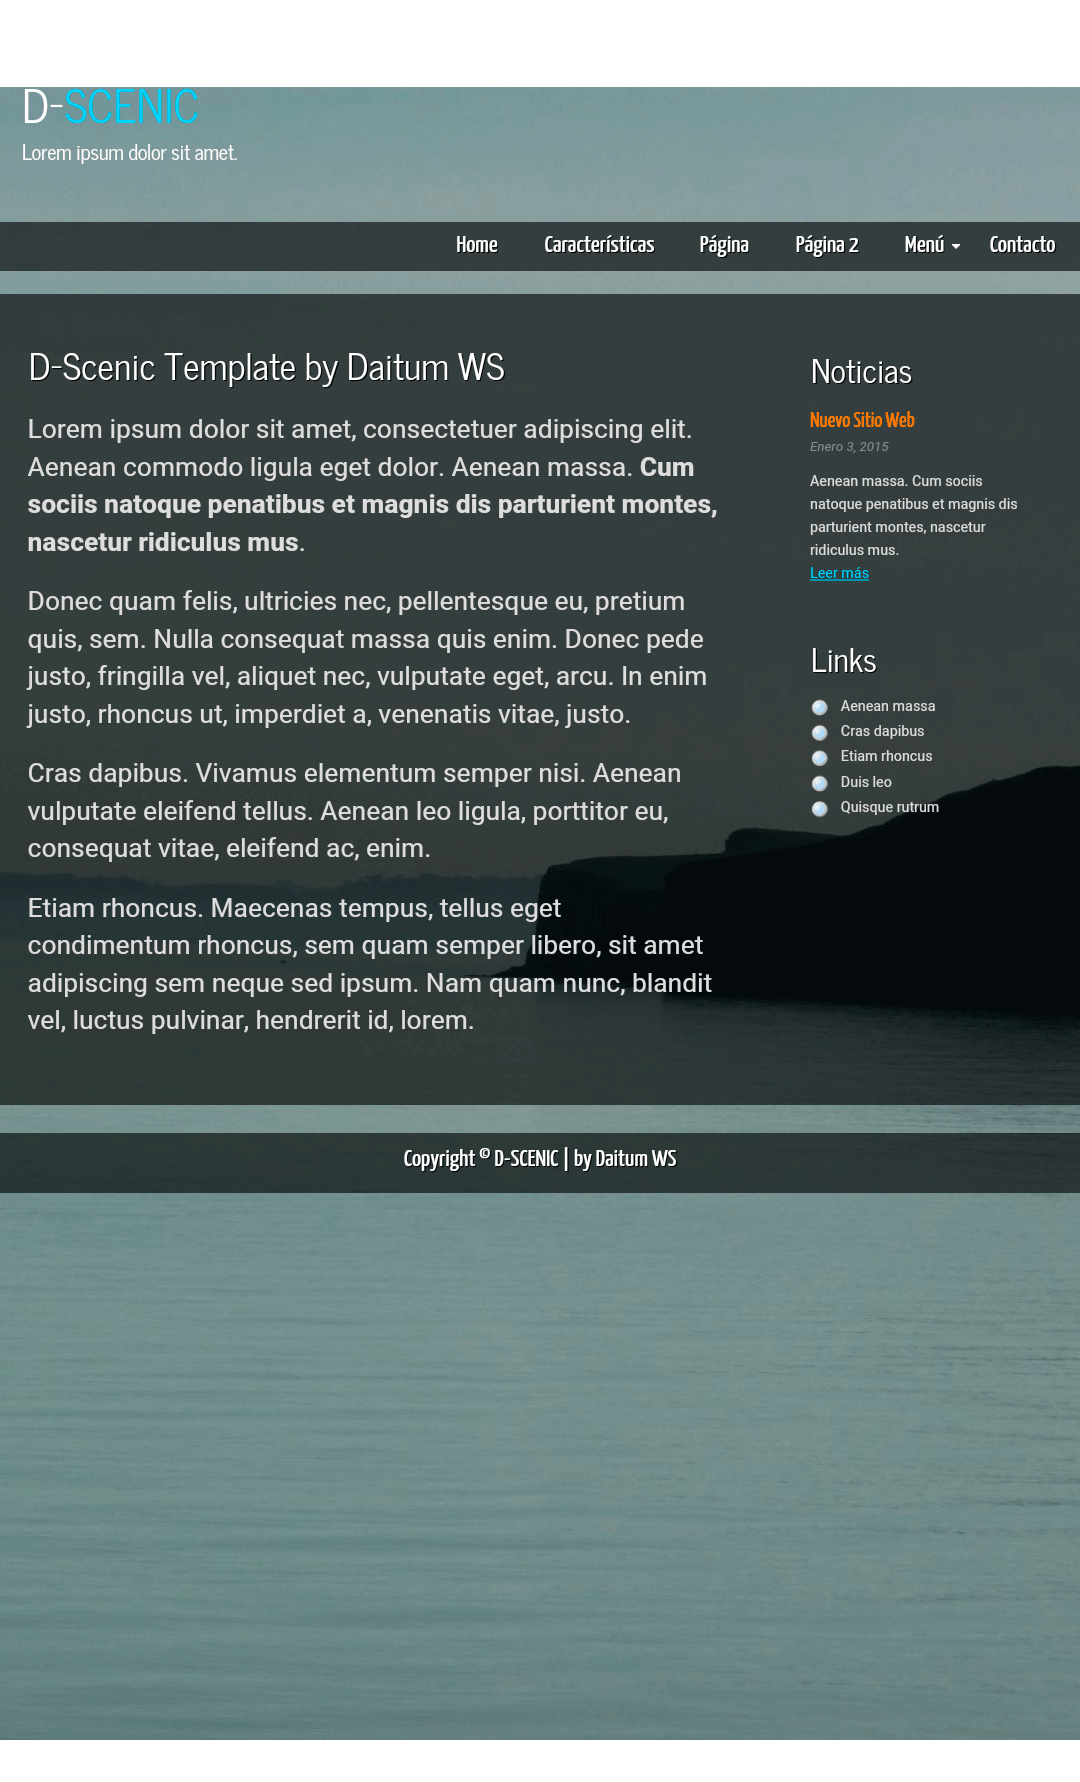 D-SCENIC
Lorem ipsum dolor sit amet.
Home Características Página Página 2 Menú Contacto
D-Scenic Template by Daitum WS
Lorem ipsum dolor sit amet, consectetuer adipiscing elit.
Aenean commodo ligula eget dolor. Aenean massa. Cum
sociis natoque penatibus et magnis dis parturient montes,
nascetur ridiculus mus.
Donec quam felis, ultricies nec, pellentesque eu, pretium
quis, sem. Nulla consequat massa quis enim. Donec pede
justo, fringilla vel, aliquet nec, vulputate eget, arcu. In enim
justo, rhoncus ut, imperdiet a, venenatis vitae, justo.
Cras dapibus. Vivamus elementum semper nisi. Aenean
vulputate eleifend tellus. Aenean leo ligula, porttitor eu,
consequat vitae, eleifend ac, enim.
Etiam rhoncus. Maecenas tempus, tellus eget
condimentum rhoncus, sem quam semper libero, sit amet
adipiscing sem neque sed ipsum. Nam quam nunc, blandit
vel, luctus pulvinar, hendrerit id, lorem.
Noticias
Nuevo Sitio Web
Enero 3, 2015
Aenean massa. Cum sociis
natoque penatibus et magnis dis
parturient montes, nascetur
ridiculus mus.
Leer más
Links
Aenean massa
Cras dapibus
Etiam rhoncus
Duis leo
Quisque rutrum
Copyright © D-SCENIC | by Daitum WS